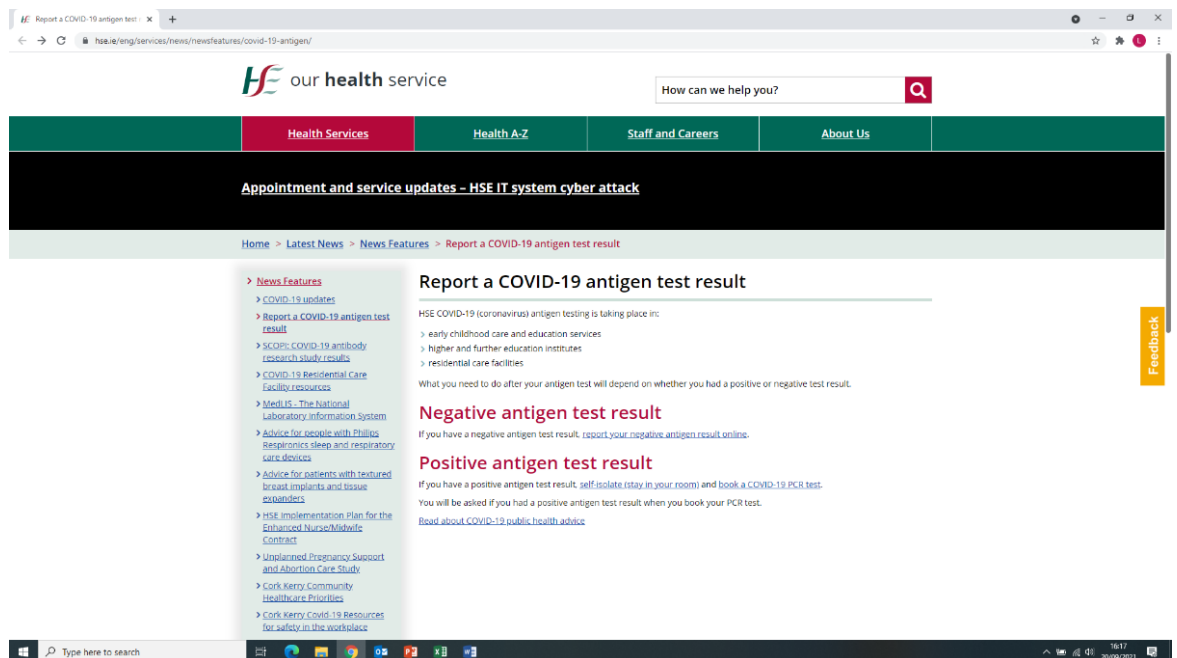 Report a COVID-19 antigen test
hse.ie/eng/services/news/newsfeatures/covid-19-antigen/
L
our health service
How can we help you?
Health Services
Health A-Z
Staff and Careers
About Us
Appointment and service updates – HSE IT system cyber attack
Home > Latest News > News Features > Report a COVID-19 antigen test result
News Features
COVID-19 updates
Report a COVID-19 antigen test
result
SCOPI: COVID-19 antibody
research study results
COVID-19 Residential Care
Facility resources
MedLIS - The National
Laboratory Information System
Advice for people with Philips
Respironics sleep and respiratory
care devices
Advice for patients with textured
breast implants and tissue
expanders
HSE Implementation Plan for the
Enhanced Nurse/Midwife
Contract
Unplanned Pregnancy Support
and Abortion Care Study
Cork Kerry Community
Healthcare Priorities
Cork Kerry Covid-19 Resources
for safety in the workplace
Report a COVID-19 antigen test result
HSE COVID-19 (coronavirus) antigen testing is taking place in:
early childhood care and education services
higher and further education institutes
residential care facilities
What you need to do after your antigen test will depend on whether you had a positive or negative test result.
Negative antigen test result
If you have a negative antigen test result, report your negative antigen result online.
Positive antigen test result
If you have a positive antigen test result, self-isolate (stay in your room) and book a COVID-19 PCR test.
You will be asked if you had a positive antigen test result when you book your PCR test.
Read about COVID-19 public health advice
Feedback
Type here to search
16:17
20/09/2021